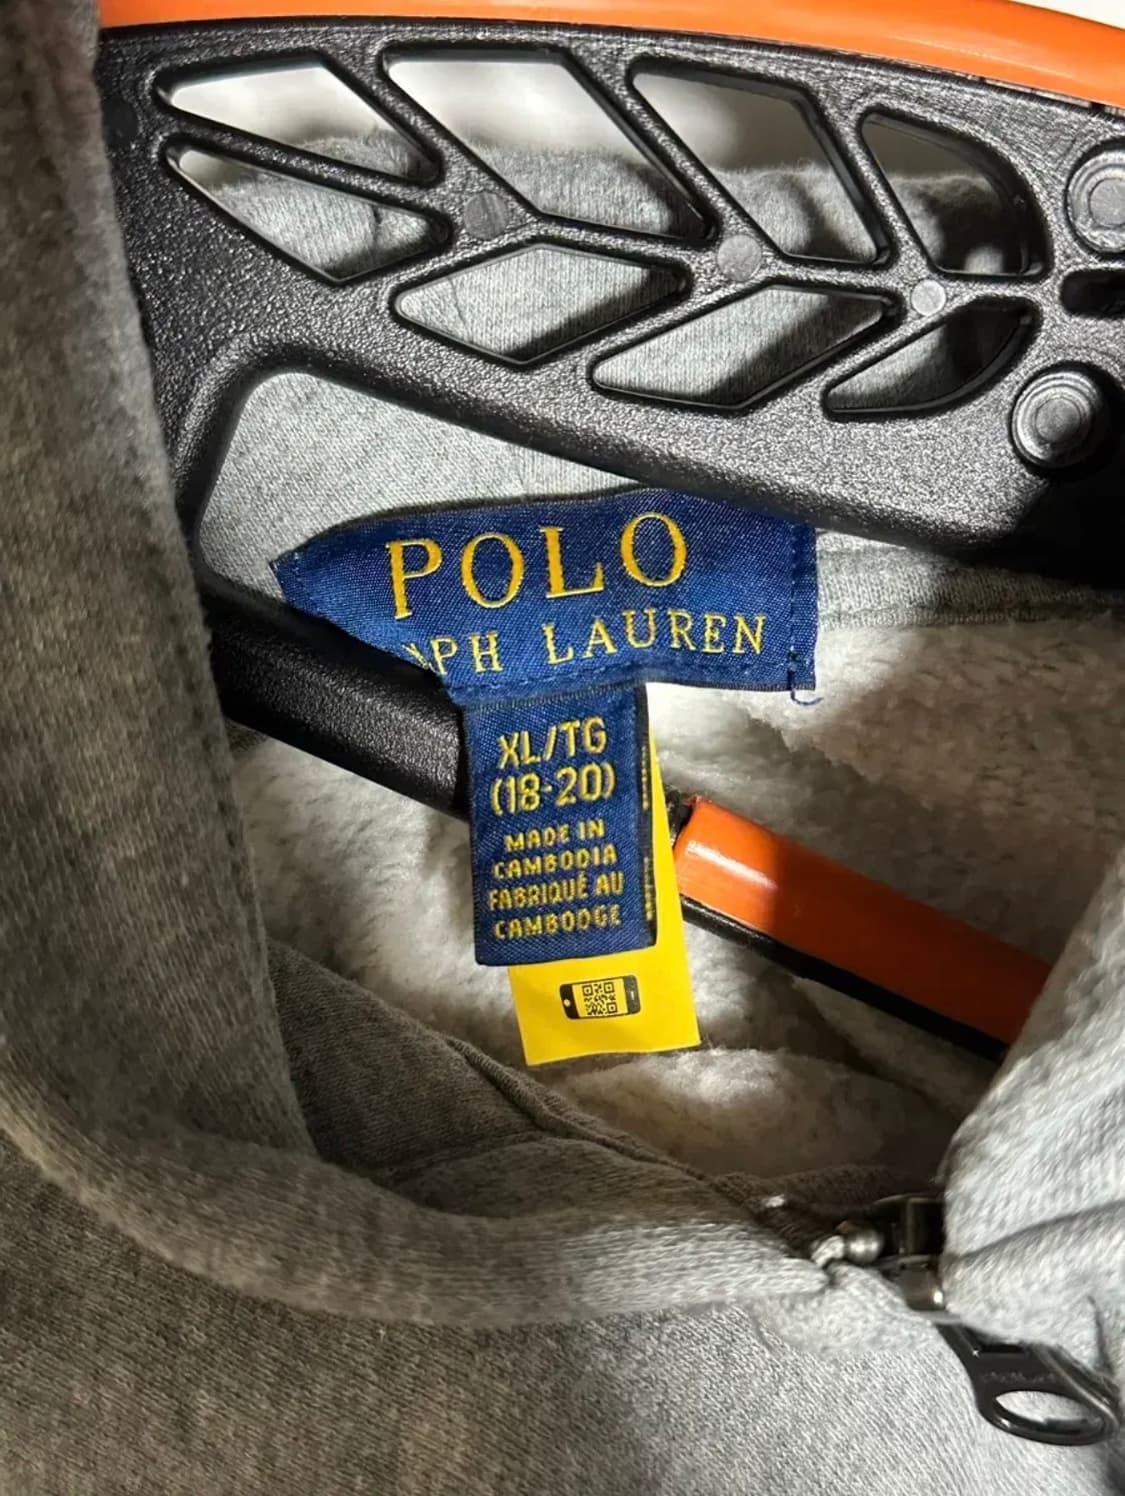 POLO
PH LAUREN
XL/TG
(18-20)
MADE IN
CAMBODIA
FABRIQUÉ AU
CAMBODGE